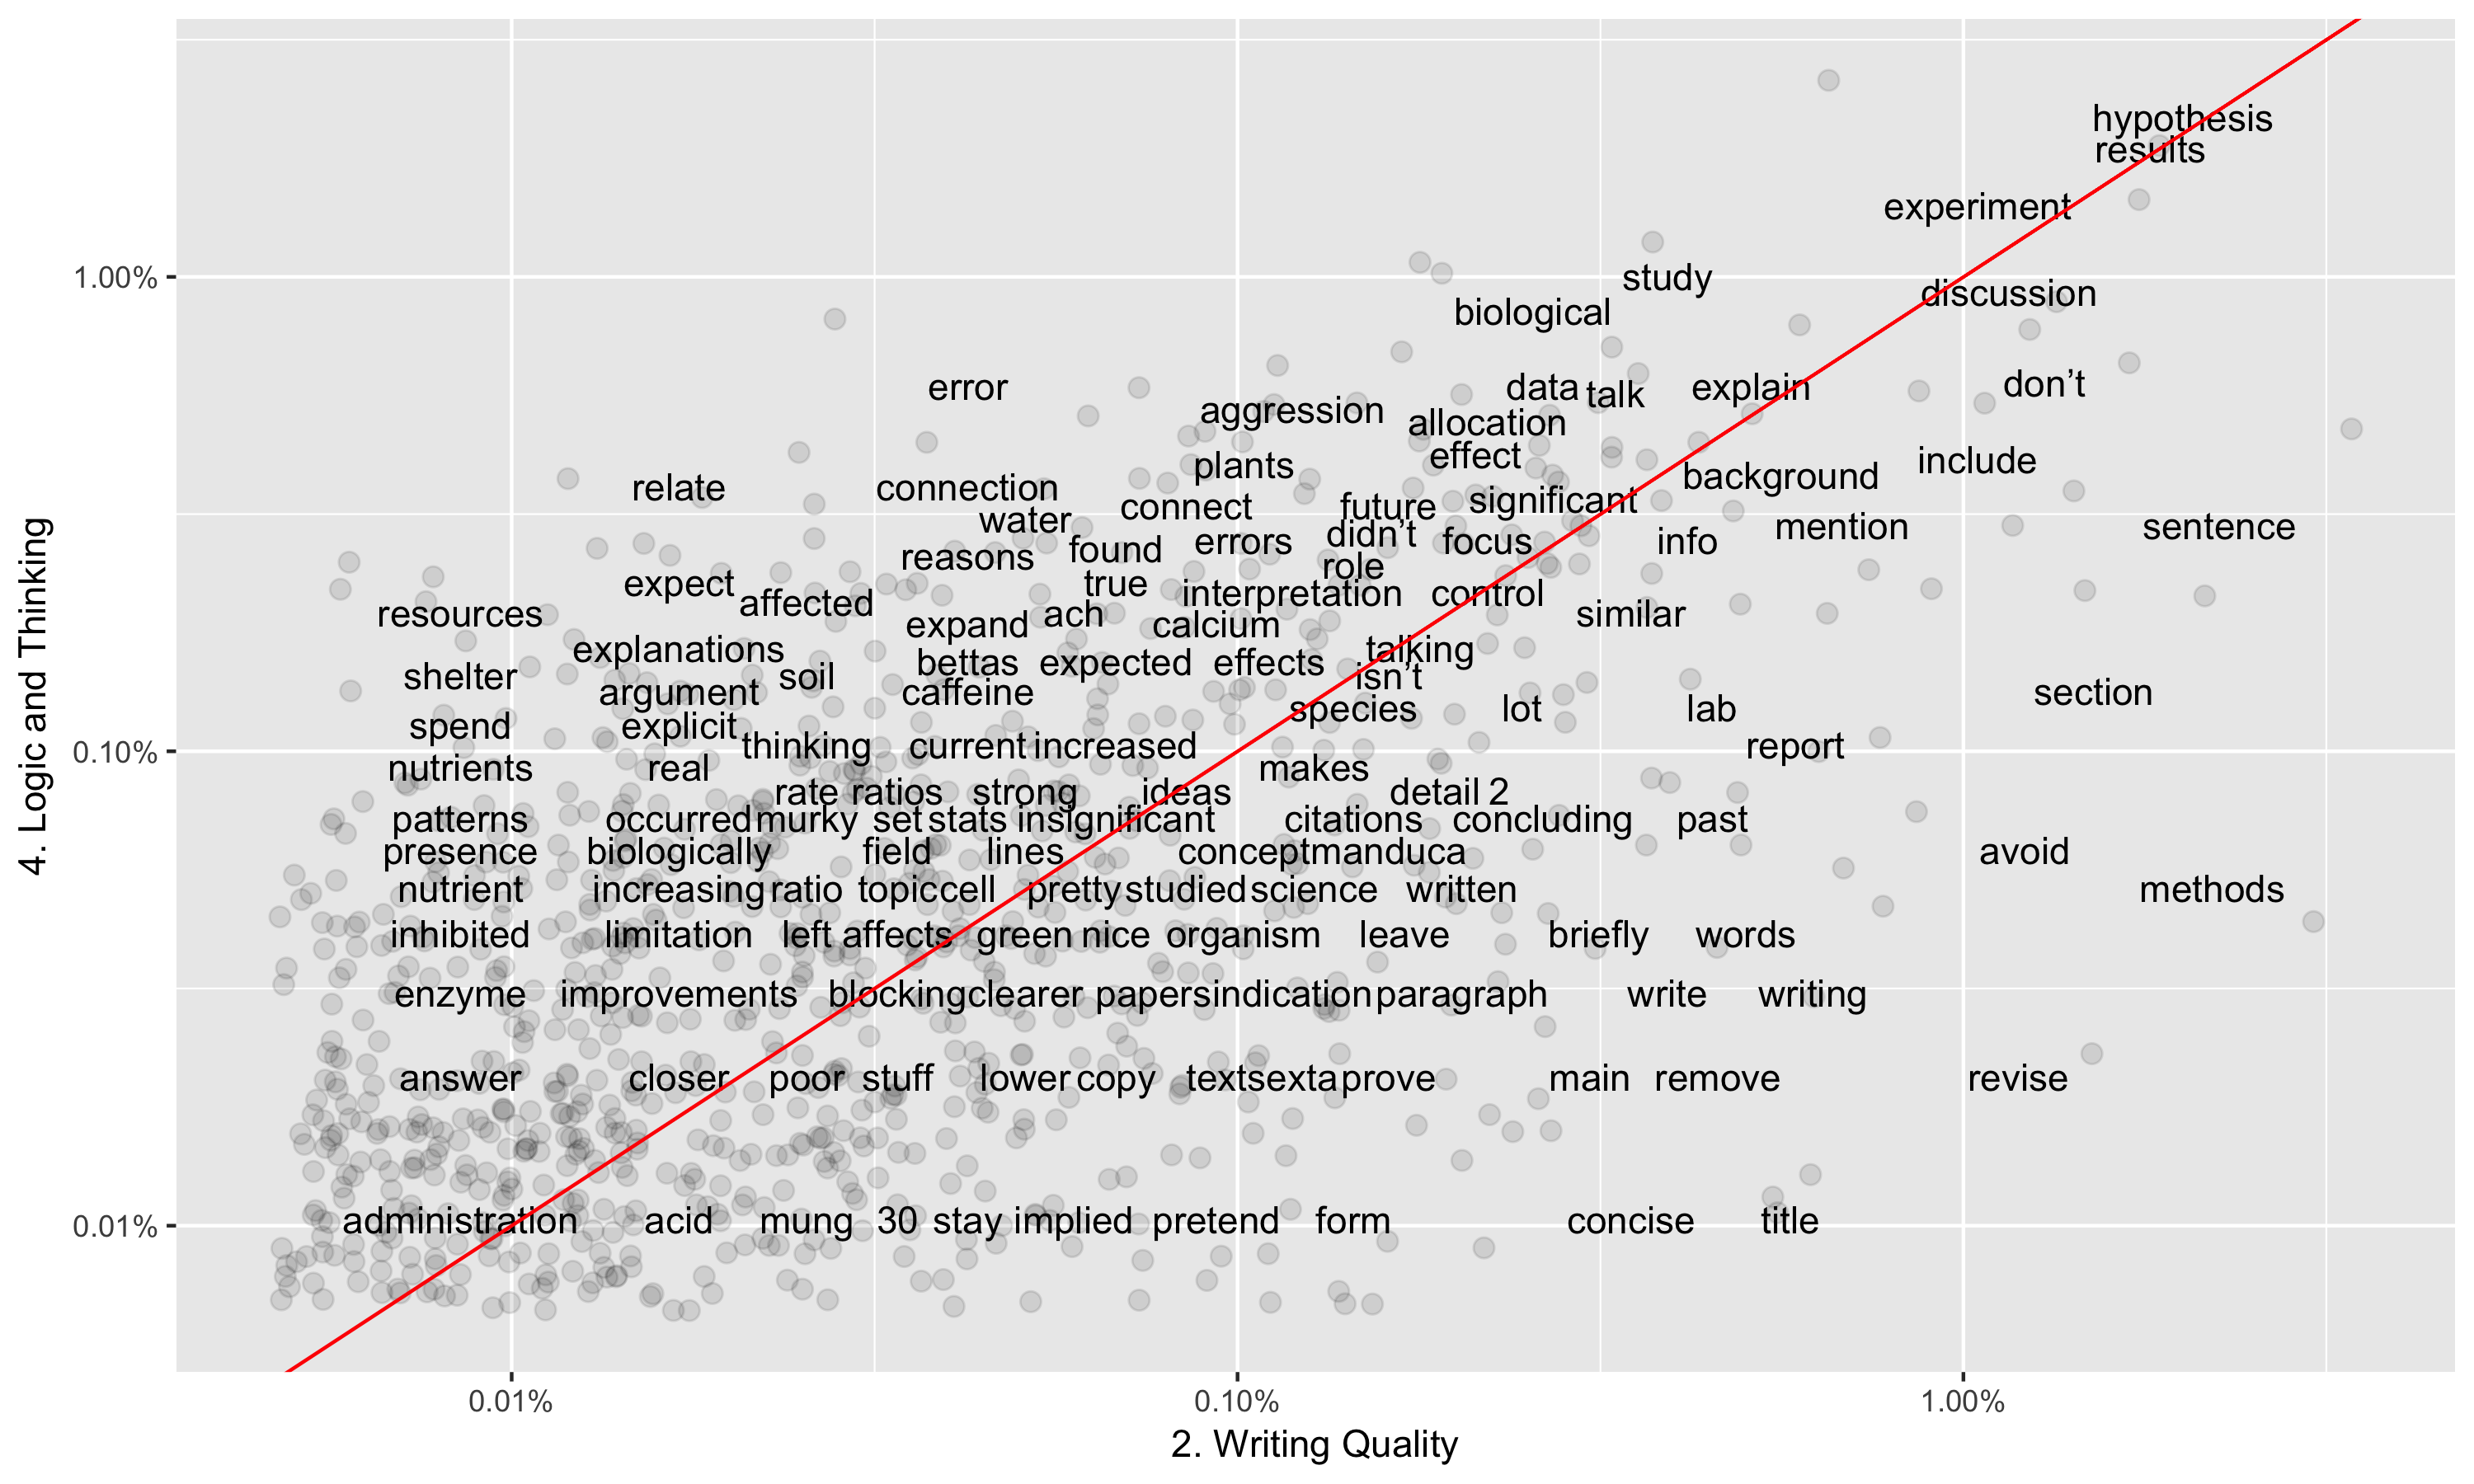 hypothesis
results
experiment
1.00%
study
discussion
biological
error
data
talk
explain
don’t
aggression
allocation
effect
plants
include
background
relate
connection
significant
connect
future
water
mention
sentence
didn’t
errors
focus
info
found
reasons
role
expect
true
interpretation
control
affected
resources
ach
similar
expand
calcium
explanations
talking
bettas
expected
effects
shelter
soil
isn’t
argument
caffeine
section
species
lot
lab
spend
explicit
0.10%
thinking
current
increased
report
nutrients
real
makes
rate
ratios
strong
ideas
detail
2
patterns
occurred
murky
set
stats
insignificant
citations
concluding
past
presence
biologically
field
lines
concept
manduca
avoid
nutrient
increasing
ratio
topic
cell
pretty
studied
science
written
methods
inhibited
limitation
left
affects
green
nice
organism
leave
briefly
words
enzyme
improvements
blocking
clearer
papers
indication
paragraph
write
writing
answer
closer
poor
stuff
lower
copy
text
sexta
prove
main
remove
revise
0.01%
administration
acid
mung
30
stay
implied
pretend
form
concise
title
0.01%
0.10%
1.00%
2. Writing Quality
4. Logic and Thinking